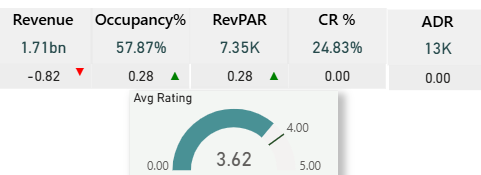 Revenue Occupancy% RevPAR CR % ADR
1.71bn 57.87% 7.35K 24.83% 13K
-0.82 0.28 0.28 0.00 0.00
Avg Rating
4.00
0.00 3.62 5.00